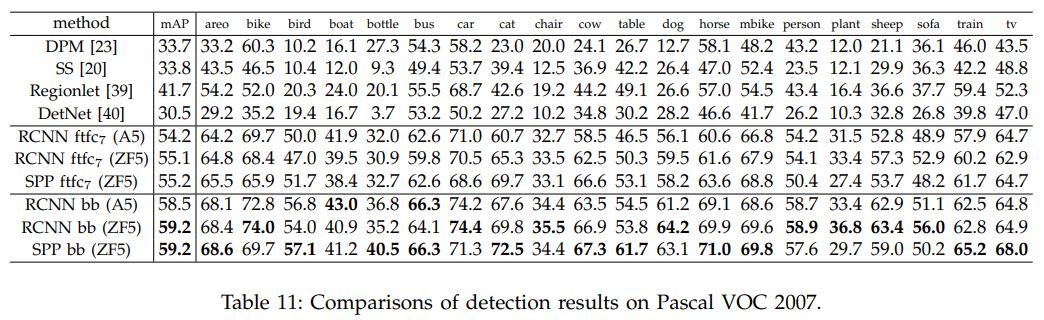 method mAP areo bike bird boat bottle bus car cat chair cow table dog horse mbike person plant sheep sofa train tv
DPM [23] 33.7 33.2 60.3 10.2 16.1 27.3 54.3 58.2 23.0 20.0 24.1 26.7 12.7 58.1 48.2 43.2 12.0 21.1 36.1 46.0 43.5
SS [20] 33.8 43.5 46.5 10.4 12.0 9.3 49.4 53.7 39.4 12.5 36.9 42.2 26.4 47.0 52.4 23.5 12.1 29.9 36.3 42.2 48.8
Regionlet [39] 41.7 54.2 52.0 20.3 24.0 20.1 55.5 68.7 42.6 19.2 44.2 49.1 26.6 57.0 54.5 43.4 16.4 36.6 37.7 59.4 52.3
DetNet [40] 30.5 29.2 35.2 19.4 16.7 3.7 53.2 50.2 27.2 10.2 34.8 30.2 28.2 46.6 41.7 26.2 10.3 32.8 26.8 39.8 47.0
RCNN ftfc7 (A5) 54.2 64.2 69.7 50.0 41.9 32.0 62.6 71.0 60.7 32.7 58.5 46.5 56.1 60.6 66.8 54.2 31.5 52.8 48.9 57.9 64.7
RCNN ftfc7 (ZF5) 55.1 64.8 68.4 47.0 39.5 30.9 59.8 70.5 65.3 33.5 62.5 50.3 59.5 61.6 67.9 54.1 33.4 57.3 52.9 60.2 62.9
SPP ftfc7 (ZF5) 55.2 65.5 65.9 51.7 38.4 32.7 62.6 68.6 69.7 33.1 66.6 53.1 58.2 63.6 68.8 50.4 27.4 53.7 48.2 61.7 64.7
RCNN bb (A5) 58.5 68.1 72.8 56.8 43.0 36.8 66.3 74.2 67.6 34.4 63.5 54.5 61.2 69.1 68.6 58.7 33.4 62.9 51.1 62.5 64.8
RCNN bb (ZF5) 59.2 68.4 74.0 54.0 40.9 35.2 64.1 74.4 69.8 35.5 66.9 53.8 64.2 69.9 69.6 58.9 36.8 63.4 56.0 62.8 64.9
SPP bb (ZF5) 59.2 68.6 69.7 57.1 41.2 40.5 66.3 71.3 72.5 34.4 67.3 61.7 63.1 71.0 69.8 57.6 29.7 59.0 50.2 65.2 68.0
Table 11: Comparisons of detection results on Pascal VOC 2007.